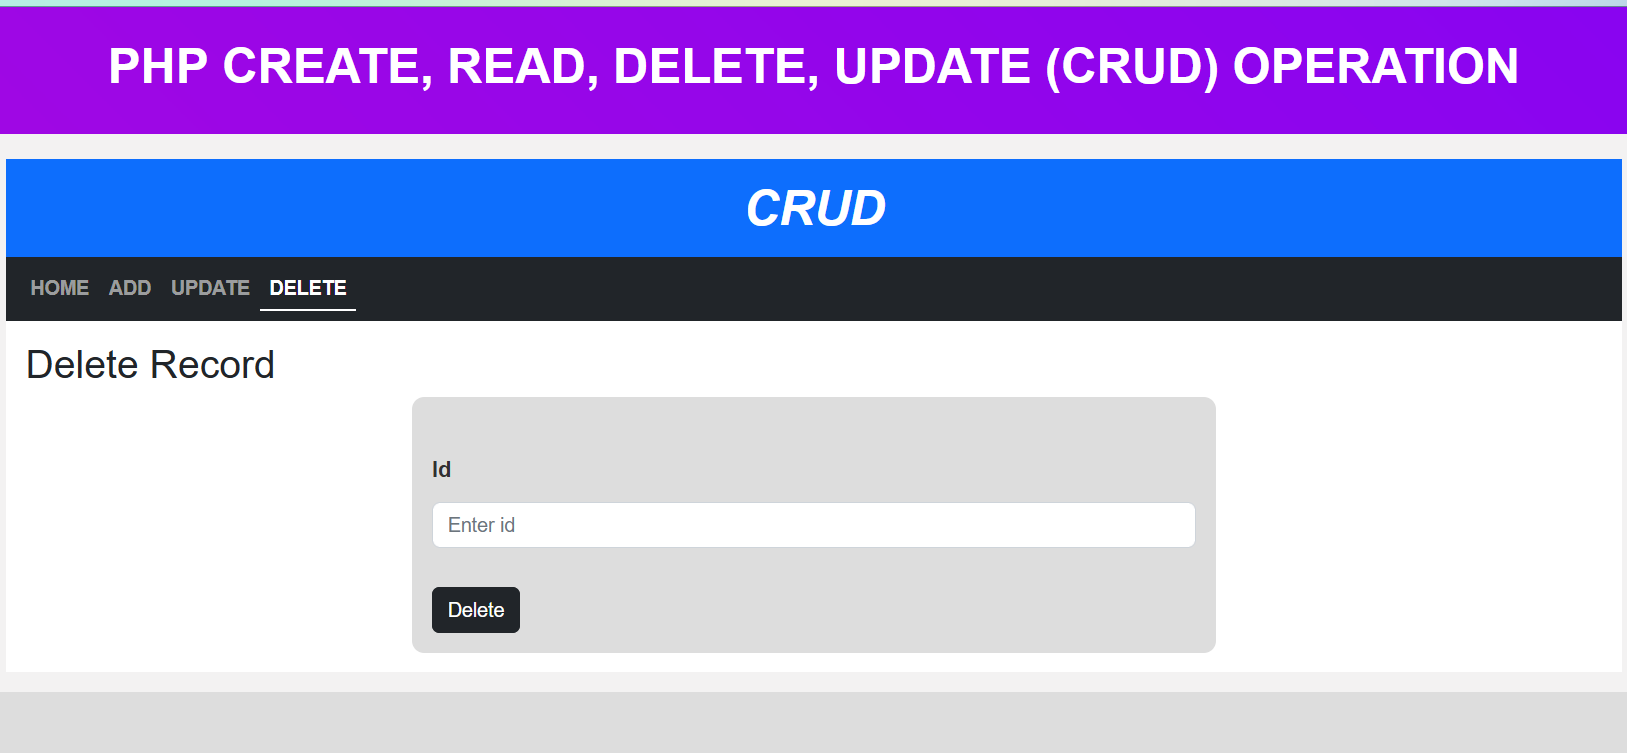 PHP CREATE, READ, DELETE, UPDATE (CRUD) OPERATION
CRUD
HOME ADD UPDATE DELETE
Delete Record
Id
Enter id
Delete